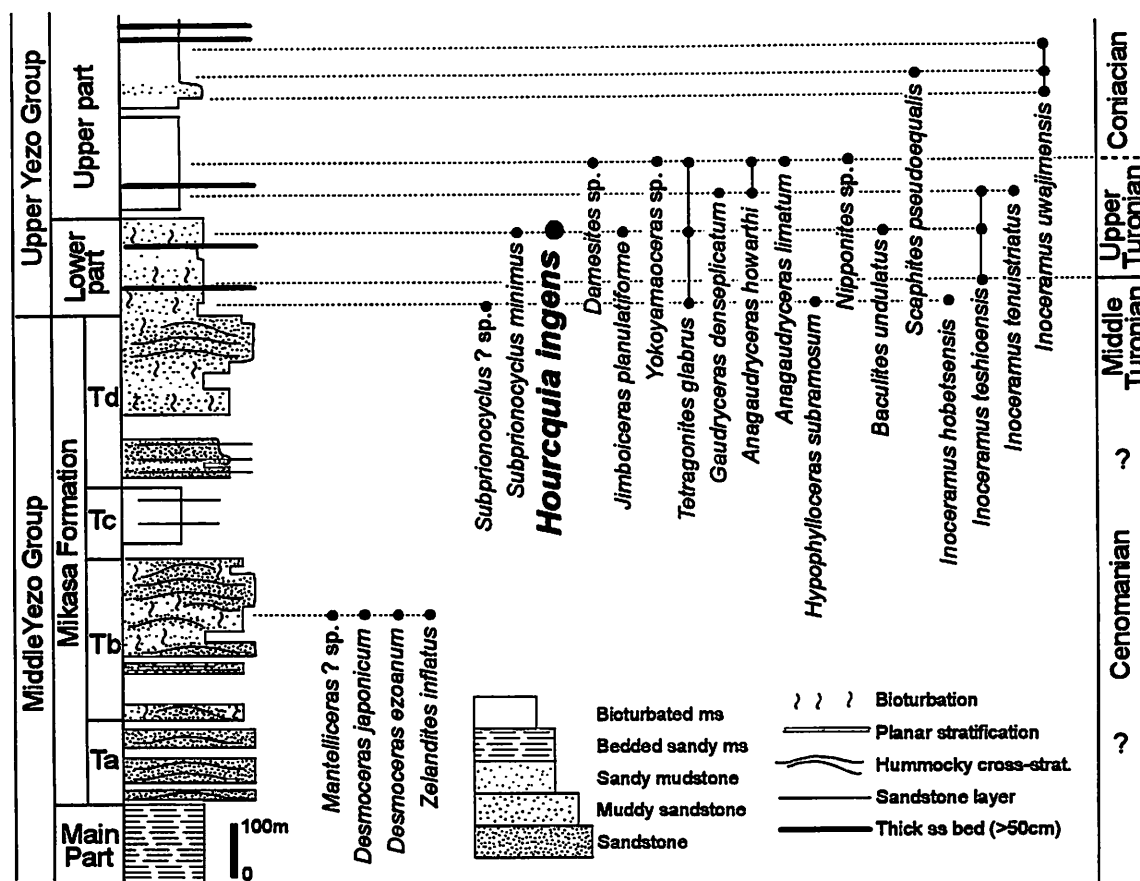 Upper Yezo Group
Middle Yezo Group
Upper part
Lower part
Mikasa Formation
Td
Tc
Tb
Ta
Main Part
100m
0
Mantelliceras ? sp.
Desmoceras japonicum
Desmoceras ezoanum
Zelandites inflatus
Subprionocyclus ? sp.
Subprionocyclus minimus
Hourcquia ingens
Damesites sp.
Jimboiceras planulatiforme
Yokoyamaoceras sp.
Tetragonites glabrus
Gaudryceras denseplicatum
Anagaudryceras howarthi
Anagaudryceras limatum
Hypophylloceras subramosum
Nipponites sp.
Baculites undulatus
Scaphites pseudoequalis
Inoceramus hobetsensis
Inoceramus teshioensis
Inoceramus tenuistriatus
Inoceramus uwajimensis
Coniacian
Upper Turonian
Middle Turonian
?
Cenomanian
?
Bioturbated ms
Bedded sandy ms
Sandy mudstone
Muddy sandstone
Sandstone
Bioturbation
Planar stratification
Hummocky cross-strat.
Sandstone layer
Thick ss bed (>50cm)